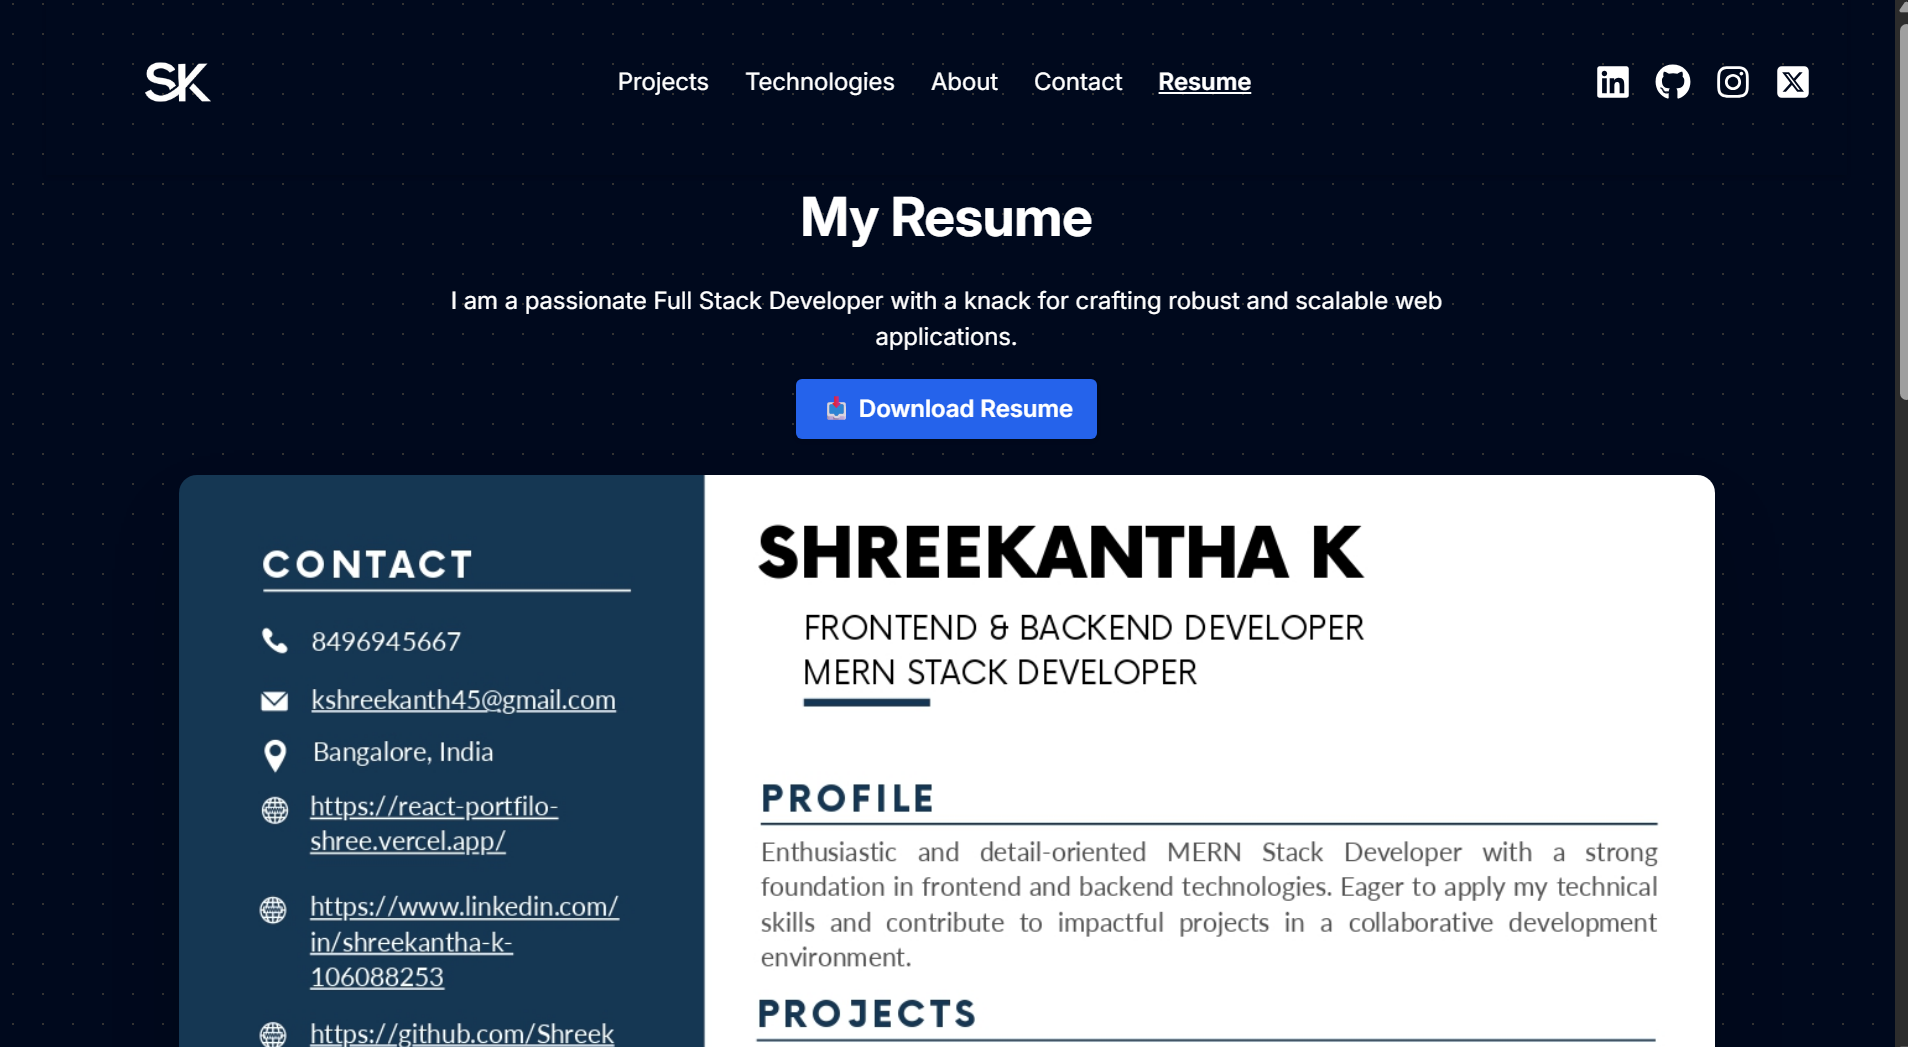 SK
Projects Technologies About Contact Resume
My Resume
I am a passionate Full Stack Developer with a knack for crafting robust and scalable web
applications.
Download Resume
CONTACT
8496945667
kshreekanth45@gmail.com
Bangalore, India
https://react-portfilo-
shree.vercel.app/
https://www.linkedin.com/
in/shreekantha-k-
106088253
https://github.com/Shreek
SHREEKANTHA K
FRONTEND & BACKEND DEVELOPER
MERN STACK DEVELOPER
PROFILE
Enthusiastic and detail-oriented MERN Stack Developer with a strong
foundation in frontend and backend technologies. Eager to apply my technical
skills and contribute to impactful projects in a collaborative development
environment.
PROJECTS